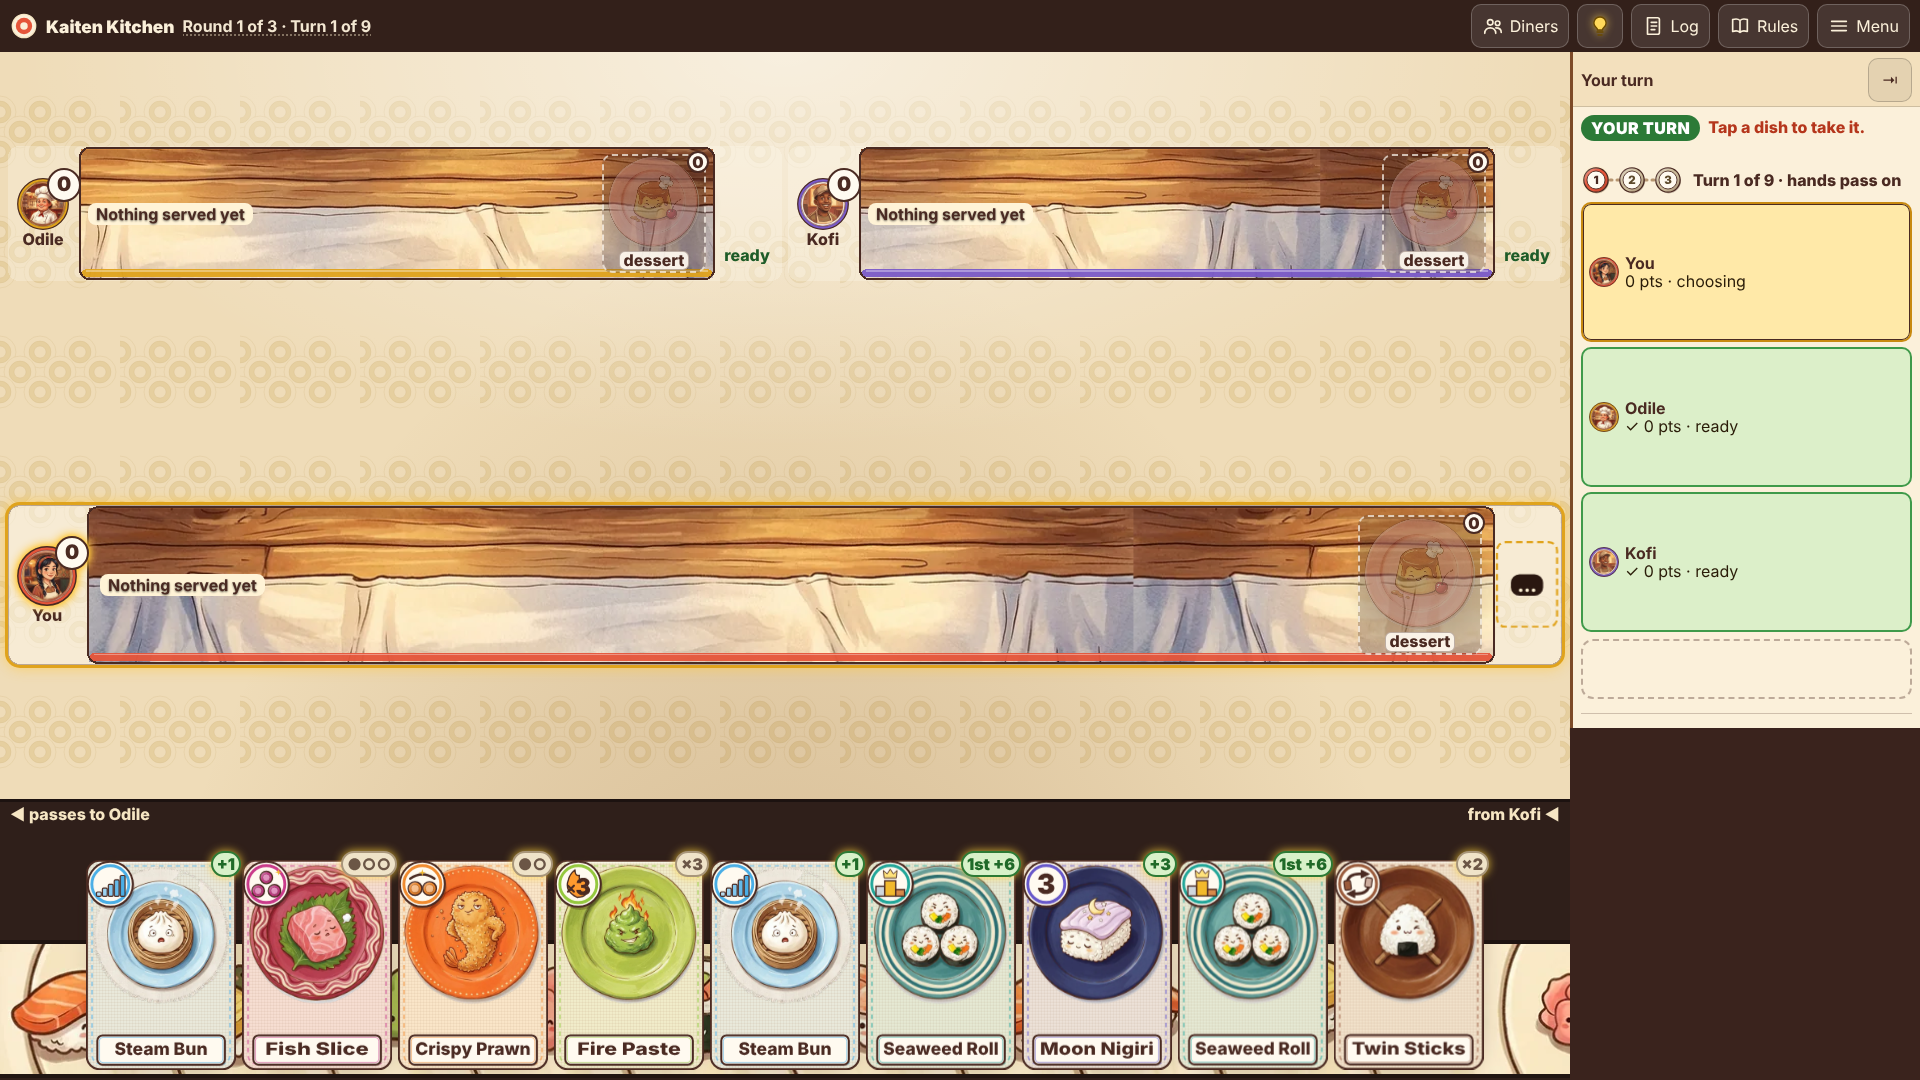 Kaiten Kitchen Round 1 of 3 · Turn 1 of 9
Diners
Log
Rules
Menu
Your turn
YOUR TURN Tap a dish to take it.
1 2 3 Turn 1 of 9 · hands pass on
You
0 pts · choosing
Odile
✓ 0 pts · ready
Kofi
✓ 0 pts · ready
0
Odile
Nothing served yet
0
dessert
ready
0
Kofi
Nothing served yet
0
dessert
ready
0
You
Nothing served yet
0
dessert
...
◀ passes to Odile
from Kofi ◀
+1
Steam Bun
Fish Slice
Crispy Prawn
×3
3
Fire Paste
+1
Steam Bun
1st +6
Seaweed Roll
+3
3
Moon Nigiri
1st +6
Seaweed Roll
×2
Twin Sticks